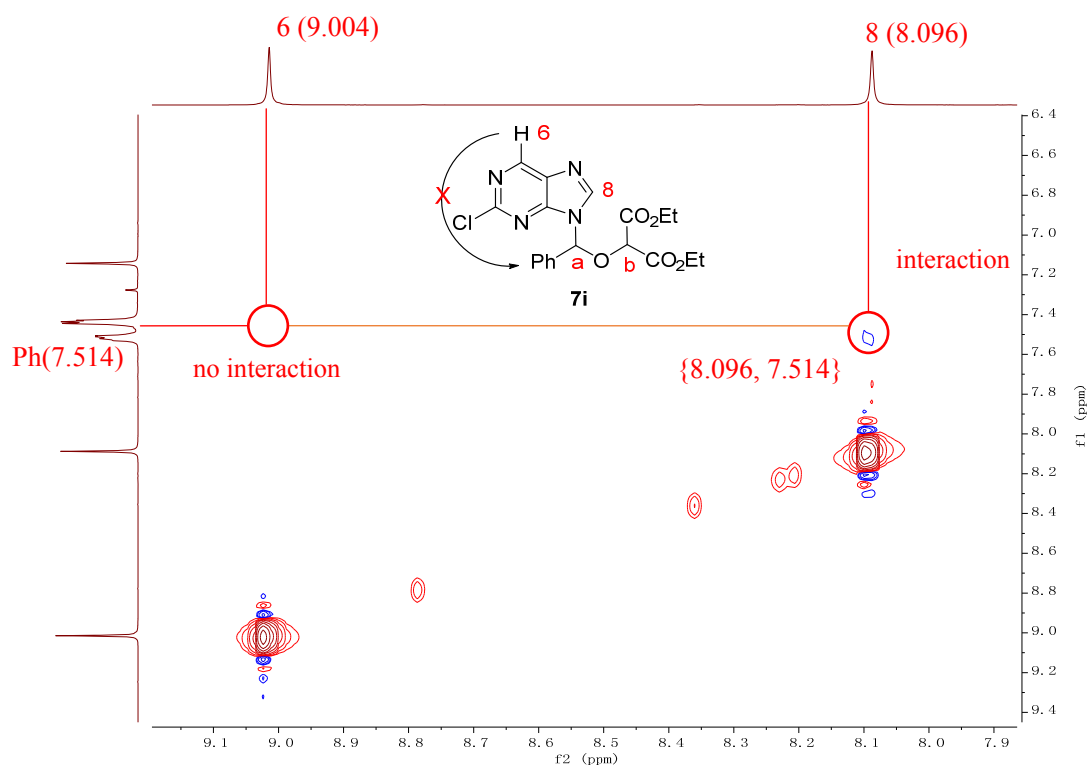 6 (9.004)
8 (8.096)
H 6
X
N
N
8
Cl
N
N
CO2Et
Ph
a
O
b
CO2Et
7i
interaction
Ph(7.514)
no interaction
{8.096, 7.514}
6.4
6.6
6.8
7.0
7.2
7.4
7.6
7.8
8.0
8.2
8.4
8.6
8.8
9.0
9.2
9.4
f1 (ppm)
9.1 9.0 8.9 8.8 8.7 8.6 8.5 8.4 8.3 8.2 8.1 8.0 7.9
f2 (ppm)